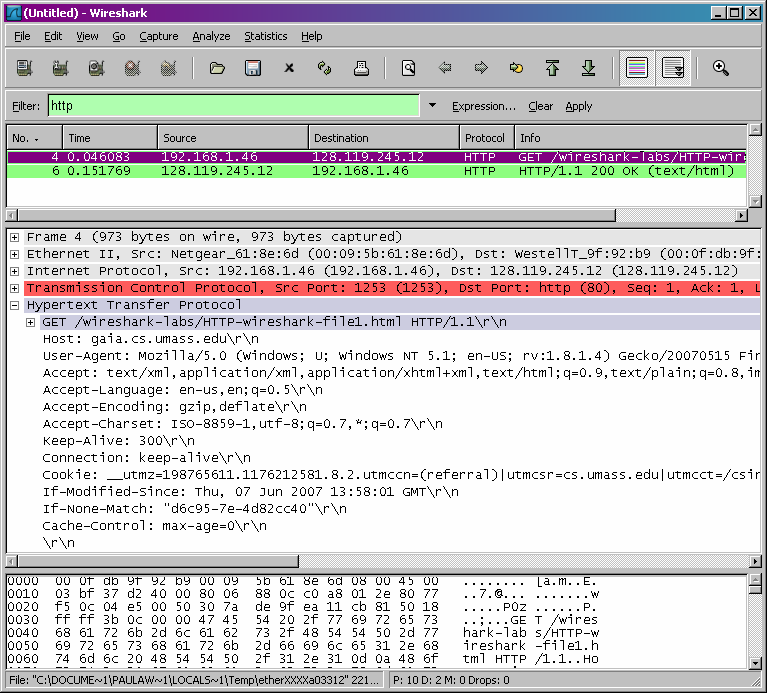 (Untitled) - Wireshark
File Edit View Go Capture Analyze Statistics Help
Filter: http Expression... Clear Apply
No. - Time Source Destination Protocol Info
4 0.046083 192.168.1.46 128.119.245.12 HTTP GET /wireshark-labs/HTTP-wire
6 0.151769 128.119.245.12 192.168.1.46 HTTP HTTP/1.1 200 OK (text/html)
Frame 4 (973 bytes on wire, 973 bytes captured)
Ethernet II, Src: Netgear_61:8e:6d (00:09:5b:61:8e:6d), Dst: WestellT_9f:92:b9 (00:0f:db:9f:
Internet Protocol, Src: 192.168.1.46 (192.168.1.46), Dst: 128.119.245.12 (128.119.245.12)
Transmission Control Protocol, Src Port: 1253 (1253), Dst Port: http (80), Seq: 1, Ack: 1, L
Hypertext Transfer Protocol
GET /wireshark-labs/HTTP-wireshark-file1.html HTTP/1.1\r\n
Host: gaia.cs.umass.edu\r\n
User-Agent: Mozilla/5.0 (Windows; U; Windows NT 5.1; en-US; rv:1.8.1.4) Gecko/20070515 Fir
Accept: text/xml,application/xml,application/xhtml+xml,text/html;q=0.9,text/plain;q=0.8,im
Accept-Language: en-us,en;q=0.5\r\n
Accept-Encoding: gzip,deflate\r\n
Accept-Charset: ISO-8859-1,utf-8;q=0.7,*;q=0.7\r\n
Keep-Alive: 300\r\n
Connection: keep-alive\r\n
Cookie: __utmz=198765611.1176212581.8.2.utmccn=(referral)|utmcsr=cs.umass.edu|utmcct=/csin
If-Modified-Since: Thu, 07 Jun 2007 13:58:01 GMT\r\n
If-None-Match: "d6c95-7e-4d82cc40"\r\n
Cache-Control: max-age=0\r\n
\r\n
0000 00 0f db 9f 92 b9 00 09 5b 61 8e 6d 08 00 45 00 ........ [a.m..E.
0010 03 bf 37 d2 40 00 80 06 88 0c c0 a8 01 2e 80 77 ..7.@... .......w
0020 f5 0c 04 e5 00 50 30 7a de 9f ea 11 cb 81 50 18 .....P0z ......P.
0030 ff ff 3b 0c 00 00 47 45 54 20 2f 77 69 72 65 73 ..;...GE T /wires
0040 68 61 72 6b 2d 6c 61 62 73 2f 48 54 54 50 2d 77 hark-lab s/HTTP-w
0050 69 72 65 73 68 61 72 6b 2d 66 69 6c 65 31 2e 68 ireshark -file1.h
0060 74 6d 6c 20 48 54 54 50 2f 31 2e 31 0d 0a 48 6f tml HTTP /1.1..Ho
File: "C:\DOCUME~1\PAULAW~1\LOCALS~1\Temp\etherXXXXa03312" 221... P: 10 D: 2 M: 0 Drops: 0